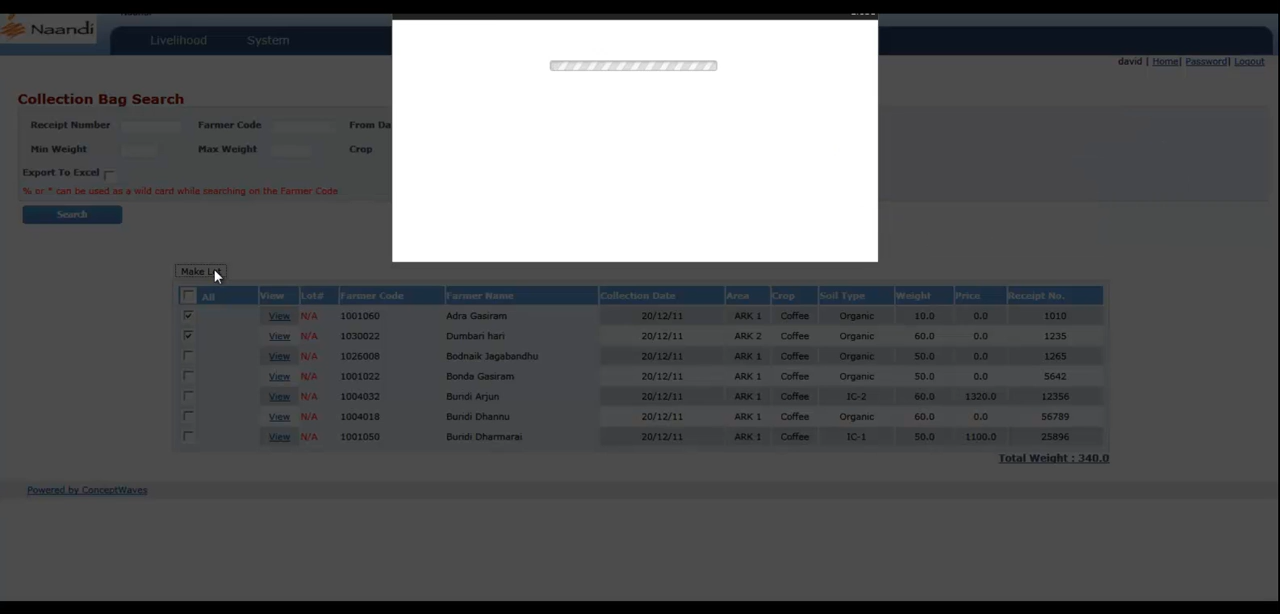 Naandi
Livelihood System
david | Home| Password| Logout
Collection Bag Search
Receipt Number Farmer Code From Da
Min Weight Max Weight Crop
Export To Excel
% or * can be used as a wild card while searching on the Farmer Code
Search
Make Lot
All View Lot# Farmer Code Farmer Name Collection Date Area Crop Soil Type Weight Price Receipt No.
View N/A 1001060 Adra Gasiram 20/12/11 ARK 1 Coffee Organic 10.0 0.0 1010
View N/A 1030022 Dumbari hari 20/12/11 ARK 2 Coffee Organic 60.0 0.0 1235
View N/A 1026008 Bodnaik Jagabandhu 20/12/11 ARK 1 Coffee Organic 50.0 0.0 1265
View N/A 1001022 Bonda Gasiram 20/12/11 ARK 1 Coffee Organic 50.0 0.0 5642
View N/A 1004032 Buridi Arjun 20/12/11 ARK 1 Coffee IC-2 60.0 1320.0 12356
View N/A 1004018 Buridi Dhannu 20/12/11 ARK 1 Coffee Organic 60.0 0.0 56789
View N/A 1001050 Buridi Dharmarai 20/12/11 ARK 1 Coffee IC-1 50.0 1100.0 25896
Total Weight : 340.0
Powered by ConceptWaves